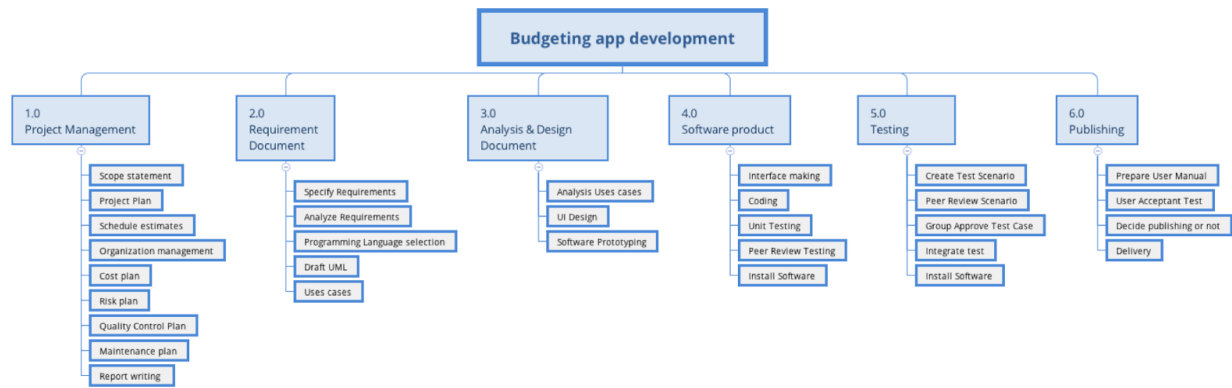 Budgeting app development
1.0
Project Management
Scope statement
Project Plan
Schedule estimates
Organization management
Cost plan
Risk plan
Quality Control Plan
Maintenance plan
Report writing
2.0
Requirement
Document
Specify Requirements
Analyze Requirements
Programming Language selection
Draft UML
Uses cases
3.0
Analysis & Design
Document
Analysis Uses cases
UI Design
Software Prototyping
4.0
Software product
Interface making
Coding
Unit Testing
Peer Review Testing
Install Software
5.0
Testing
Create Test Scenario
Peer Review Scenario
Group Approve Test Case
Integrate test
Install Software
6.0
Publishing
Prepare User Manual
User Acceptant Test
Decide publishing or not
Delivery